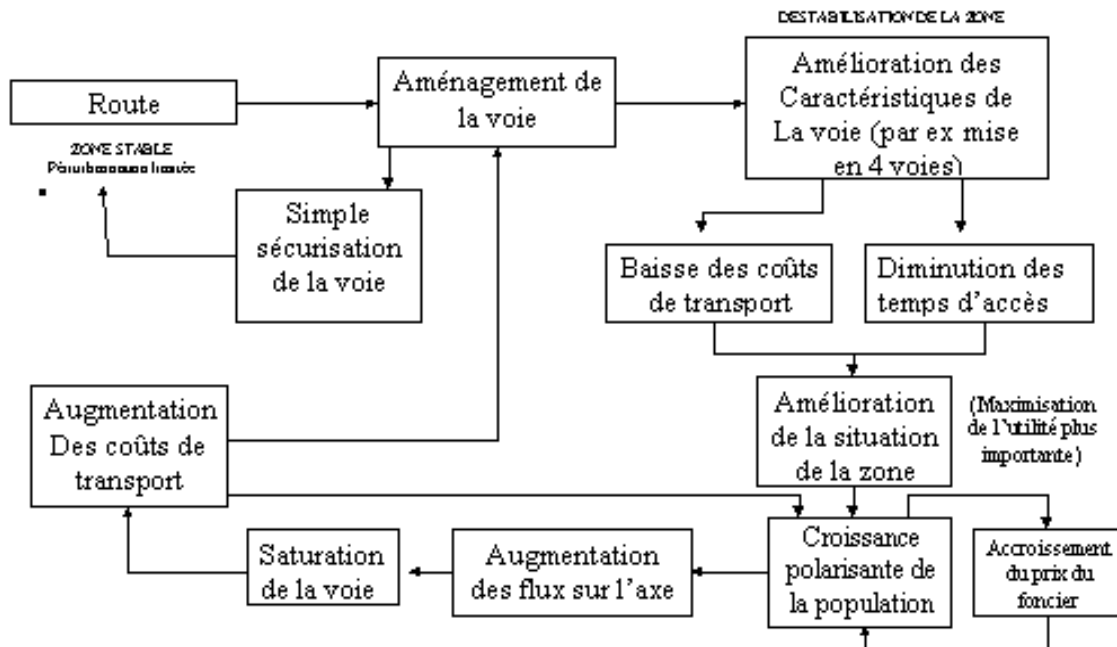 DESTABILISATION DE LA ZONE
Route
Aménagement de
la voie
Amélioration des
Caractéristiques de
La voie (par ex mise
en 4 voies)
ZONE STABLE
Simple
sécurisation
de la voie
Baisse des coûts
de transport
Diminution des
temps d'accès
Augmentation
Des coûts de
transport
Amélioration
de la situation
de la zone
(Maximisation
de l'utilité plus
importante)
Saturation
de la voie
Augmentation
des flux sur l'axe
Croissance
polarisante de
la population
Accroissement
du prix du
foncier